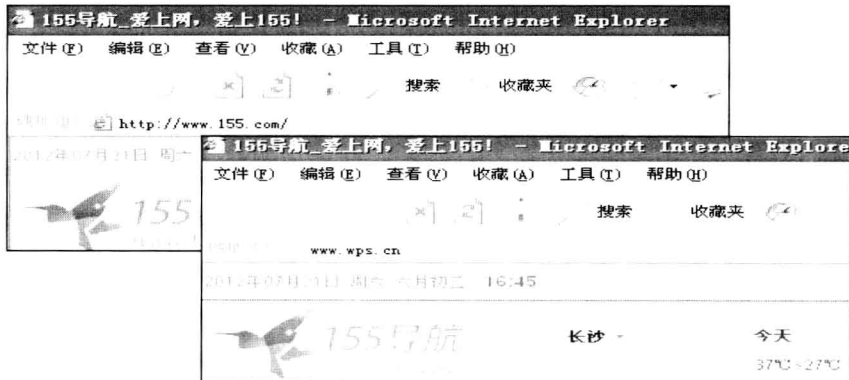 155导航_爱上网，爱上155! - Microsoft Internet Explorer
文件(F) 编辑(E) 查看(V) 收藏(A) 工具(T) 帮助(H)
搜索 收藏夹
http://www.155.com/
2012年07月21日 周六
155
155导航_爱上网，爱上155! - Microsoft Internet Explore
文件(F) 编辑(E) 查看(V) 收藏(A) 工具(T) 帮助(H)
搜索 收藏夹
www.wps.cn
2012年07月21日 周六 六月初三 16:45
155导航 长沙 今天
37℃~27℃